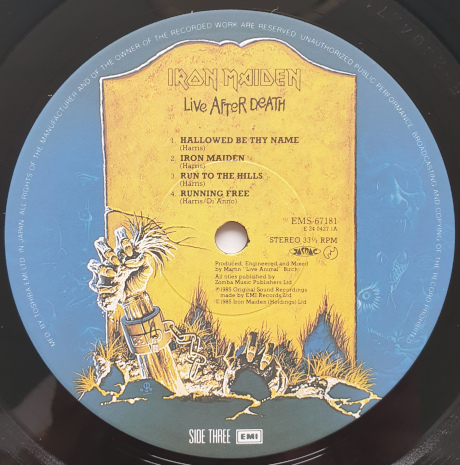 MF'D BY TOSHIBA EMI LTD. IN JAPAN. ALL RIGHTS OF THE MANUFACTURER AND OF THE OWNER OF THE RECORDED WORK ARE RESERVED. UNAUTHORIZED PUBLIC PERFORMANCE, BROADCASTING AND COPYING OF THE RECORD PROHIBITED.
IRON MAIDEN
LIVE AFTER DEATH
1. HALLOWED BE THY NAME
(Harris)
2. IRON MAIDEN
(Harris)
3. RUN TO THE HILLS
(Harris)
4. RUNNING FREE
(Harris/Di'Anno)
EMS-67181
STEREO 33⅓ RPM
JASRAC
Produced, Engineered and Mixed
by Martin "Live Animal" Birch
All titles published by
Zomba Music Publishers Ltd
℗1985 Original Sound Recordings
made by EMI Records Ltd
©1985 Iron Maiden (Holdings) Ltd
SIDE THREE EMI